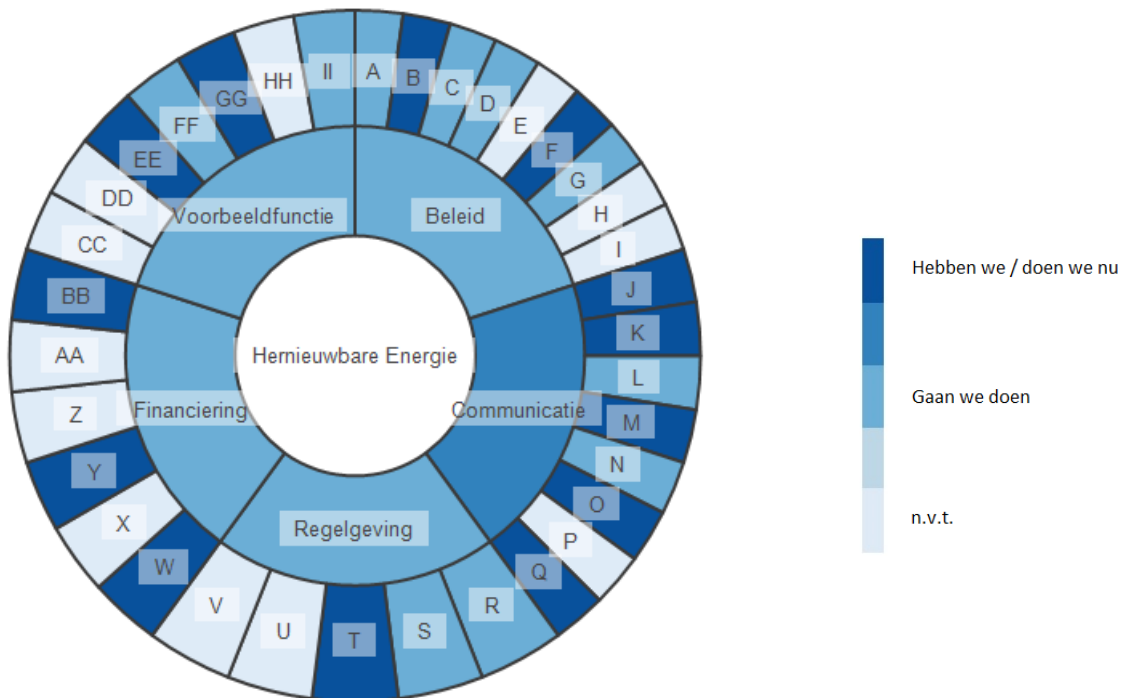 Hernieuwbare Energie
Beleid
A
B
C
D
E
F
G
H
I
Communicatie
J
K
L
M
N
O
P
Q
Regelgeving
R
S
T
U
V
Financiering
W
X
Y
Z
AA
BB
Voorbeeldfunctie
CC
DD
EE
FF
GG
HH
II
Hebben we / doen we nu
Gaan we doen
n.v.t.